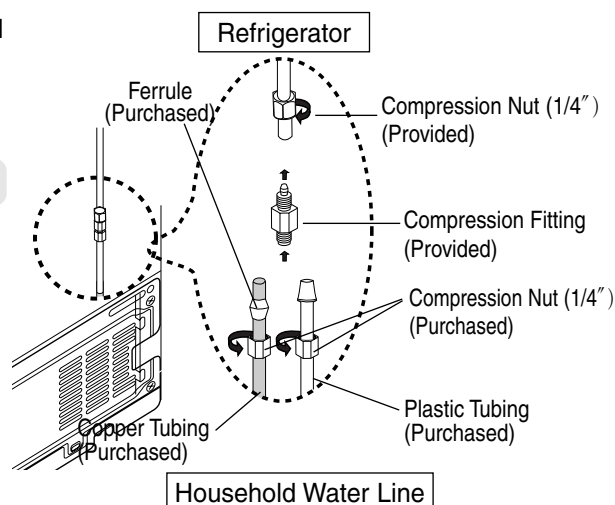 Refrigerator
Ferrule
(Purchased)
Compression Nut (1/4″)
(Provided)
Compression Fitting
(Provided)
Compression Nut (1/4″)
(Purchased)
Copper Tubing
(Purchased)
Plastic Tubing
(Purchased)
Household Water Line